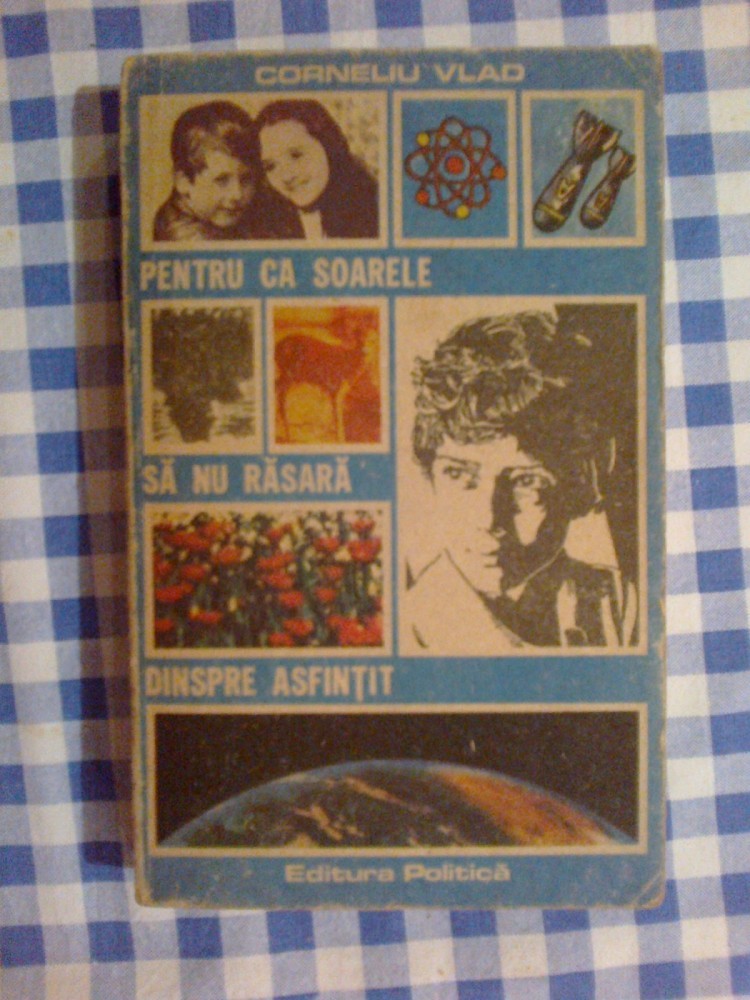 CORNELIU VLAD
PENTRU CA SOARELE
SĂ NU RĂSARĂ
DINSPRE ASFINȚIT
Editura Politică